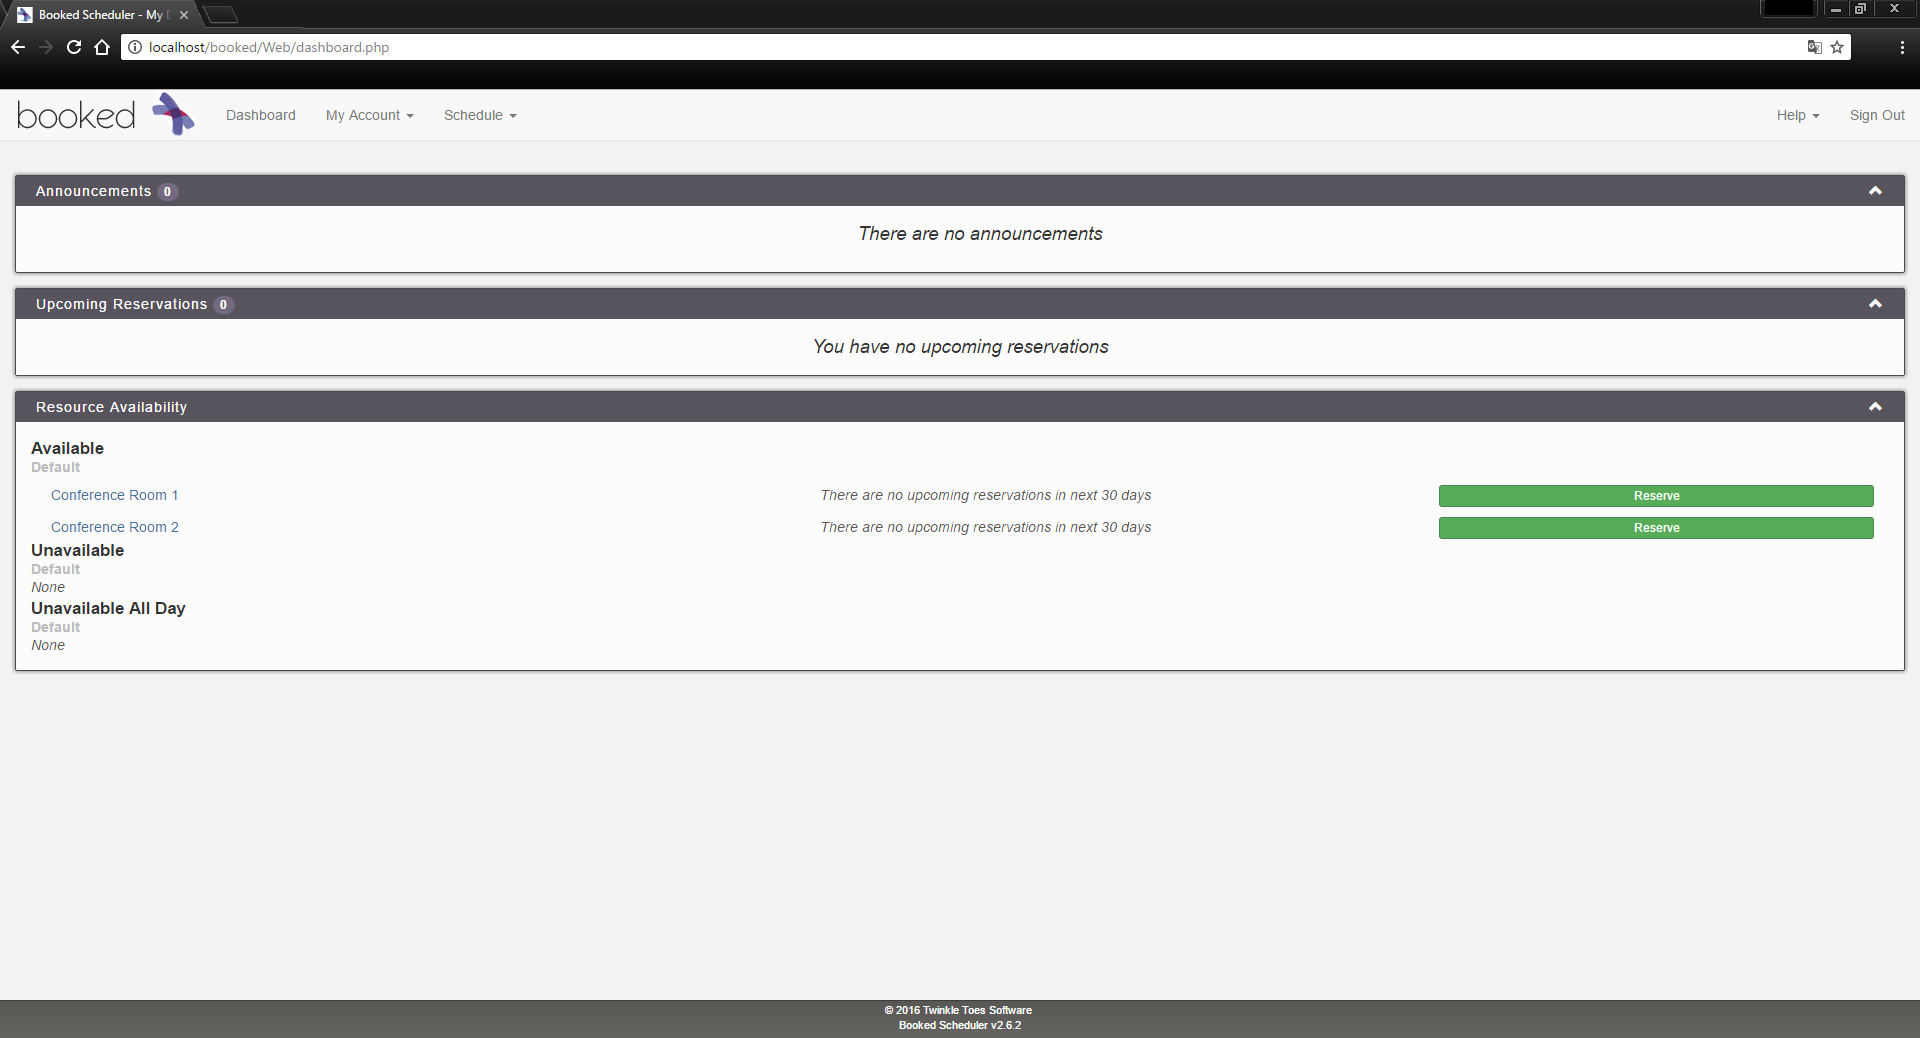 Booked Scheduler - My
localhost/booked/Web/dashboard.php
booked Dashboard My Account Schedule Help Sign Out
Announcements 0
There are no announcements
Upcoming Reservations 0
You have no upcoming reservations
Resource Availability
Available
Default
Conference Room 1 There are no upcoming reservations in next 30 days Reserve
Conference Room 2 There are no upcoming reservations in next 30 days Reserve
Unavailable
Default
None
Unavailable All Day
Default
None
© 2016 Twinkle Toes Software
Booked Scheduler v2.6.2